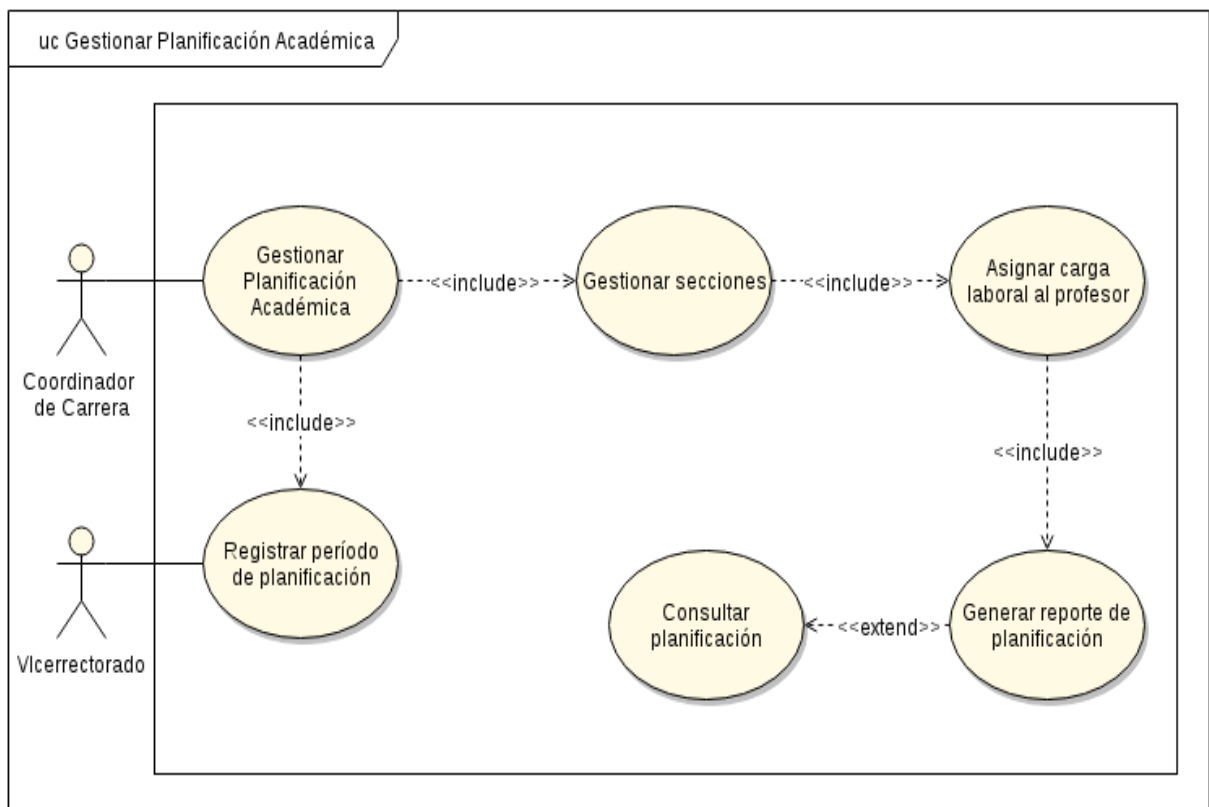 uc Gestionar Planificación Académica
Gestionar
Planificación
Académica
<<include>>
Gestionar secciones
<<include>>
Asignar carga
laboral al profesor
Coordinador
de Carrera
<<include>>
<<include>>
Registrar período
de planificación
Consultar
planificación
<<extend>>
Generar reporte de
planificación
VIcerrectorado